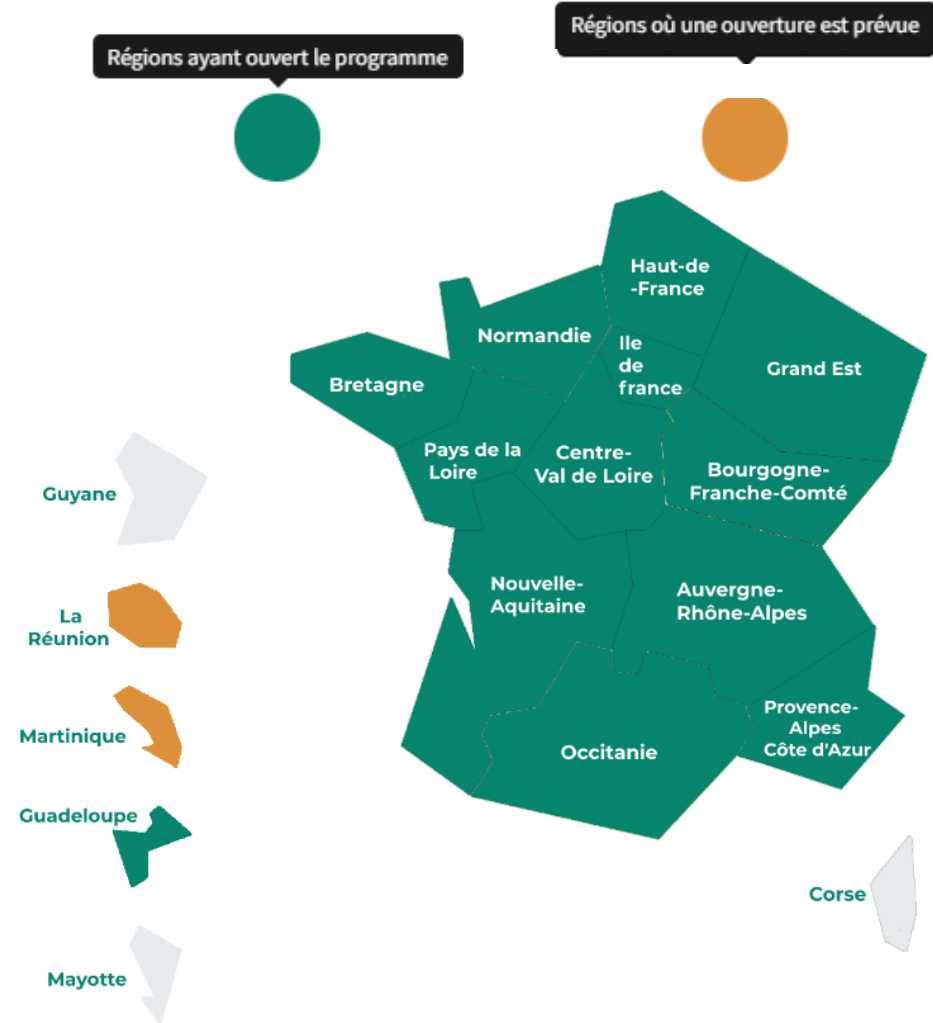 Régions où une ouverture est prévue
Régions ayant ouvert le programme
Haut-de
-France
Normandie
Ile
de
france
Grand Est
Bretagne
Pays de la
Loire
Centre-
Val de Loire
Bourgogne-
Franche-Comté
Guyane
Nouvelle-
Aquitaine
Auvergne-
Rhône-Alpes
La
Réunion
Provence-
Alpes
Côte d'Azur
Martinique
Occitanie
Guadeloupe
Corse
Mayotte